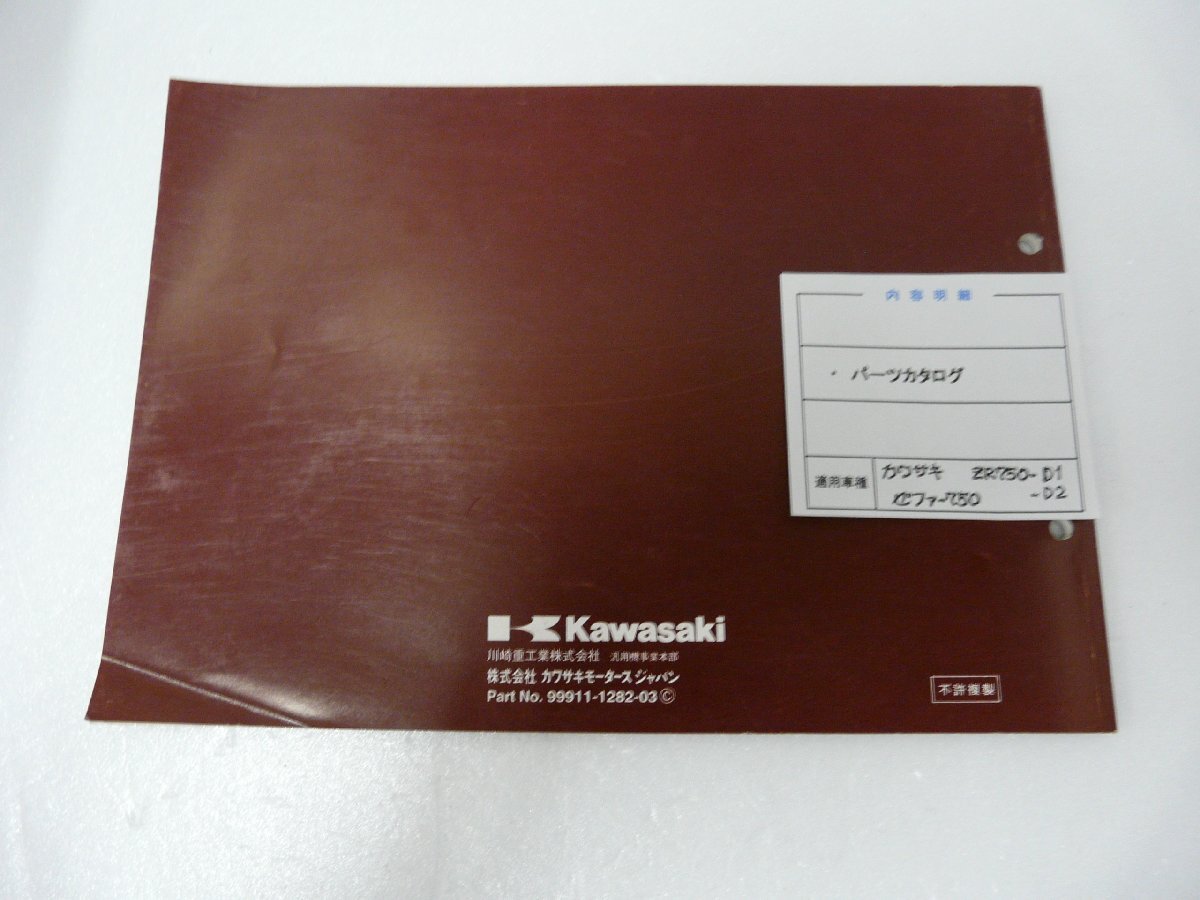 内容明細
・ パーツカタログ
適用車種
カワサキ ZR750-D1
ゼファー750 -D2
Kawasaki
川崎重工業株式会社 汎用機事業本部
株式会社 カワサキモータース ジャパン
Part No. 99911-1282-03 Ⓒ
不許複製